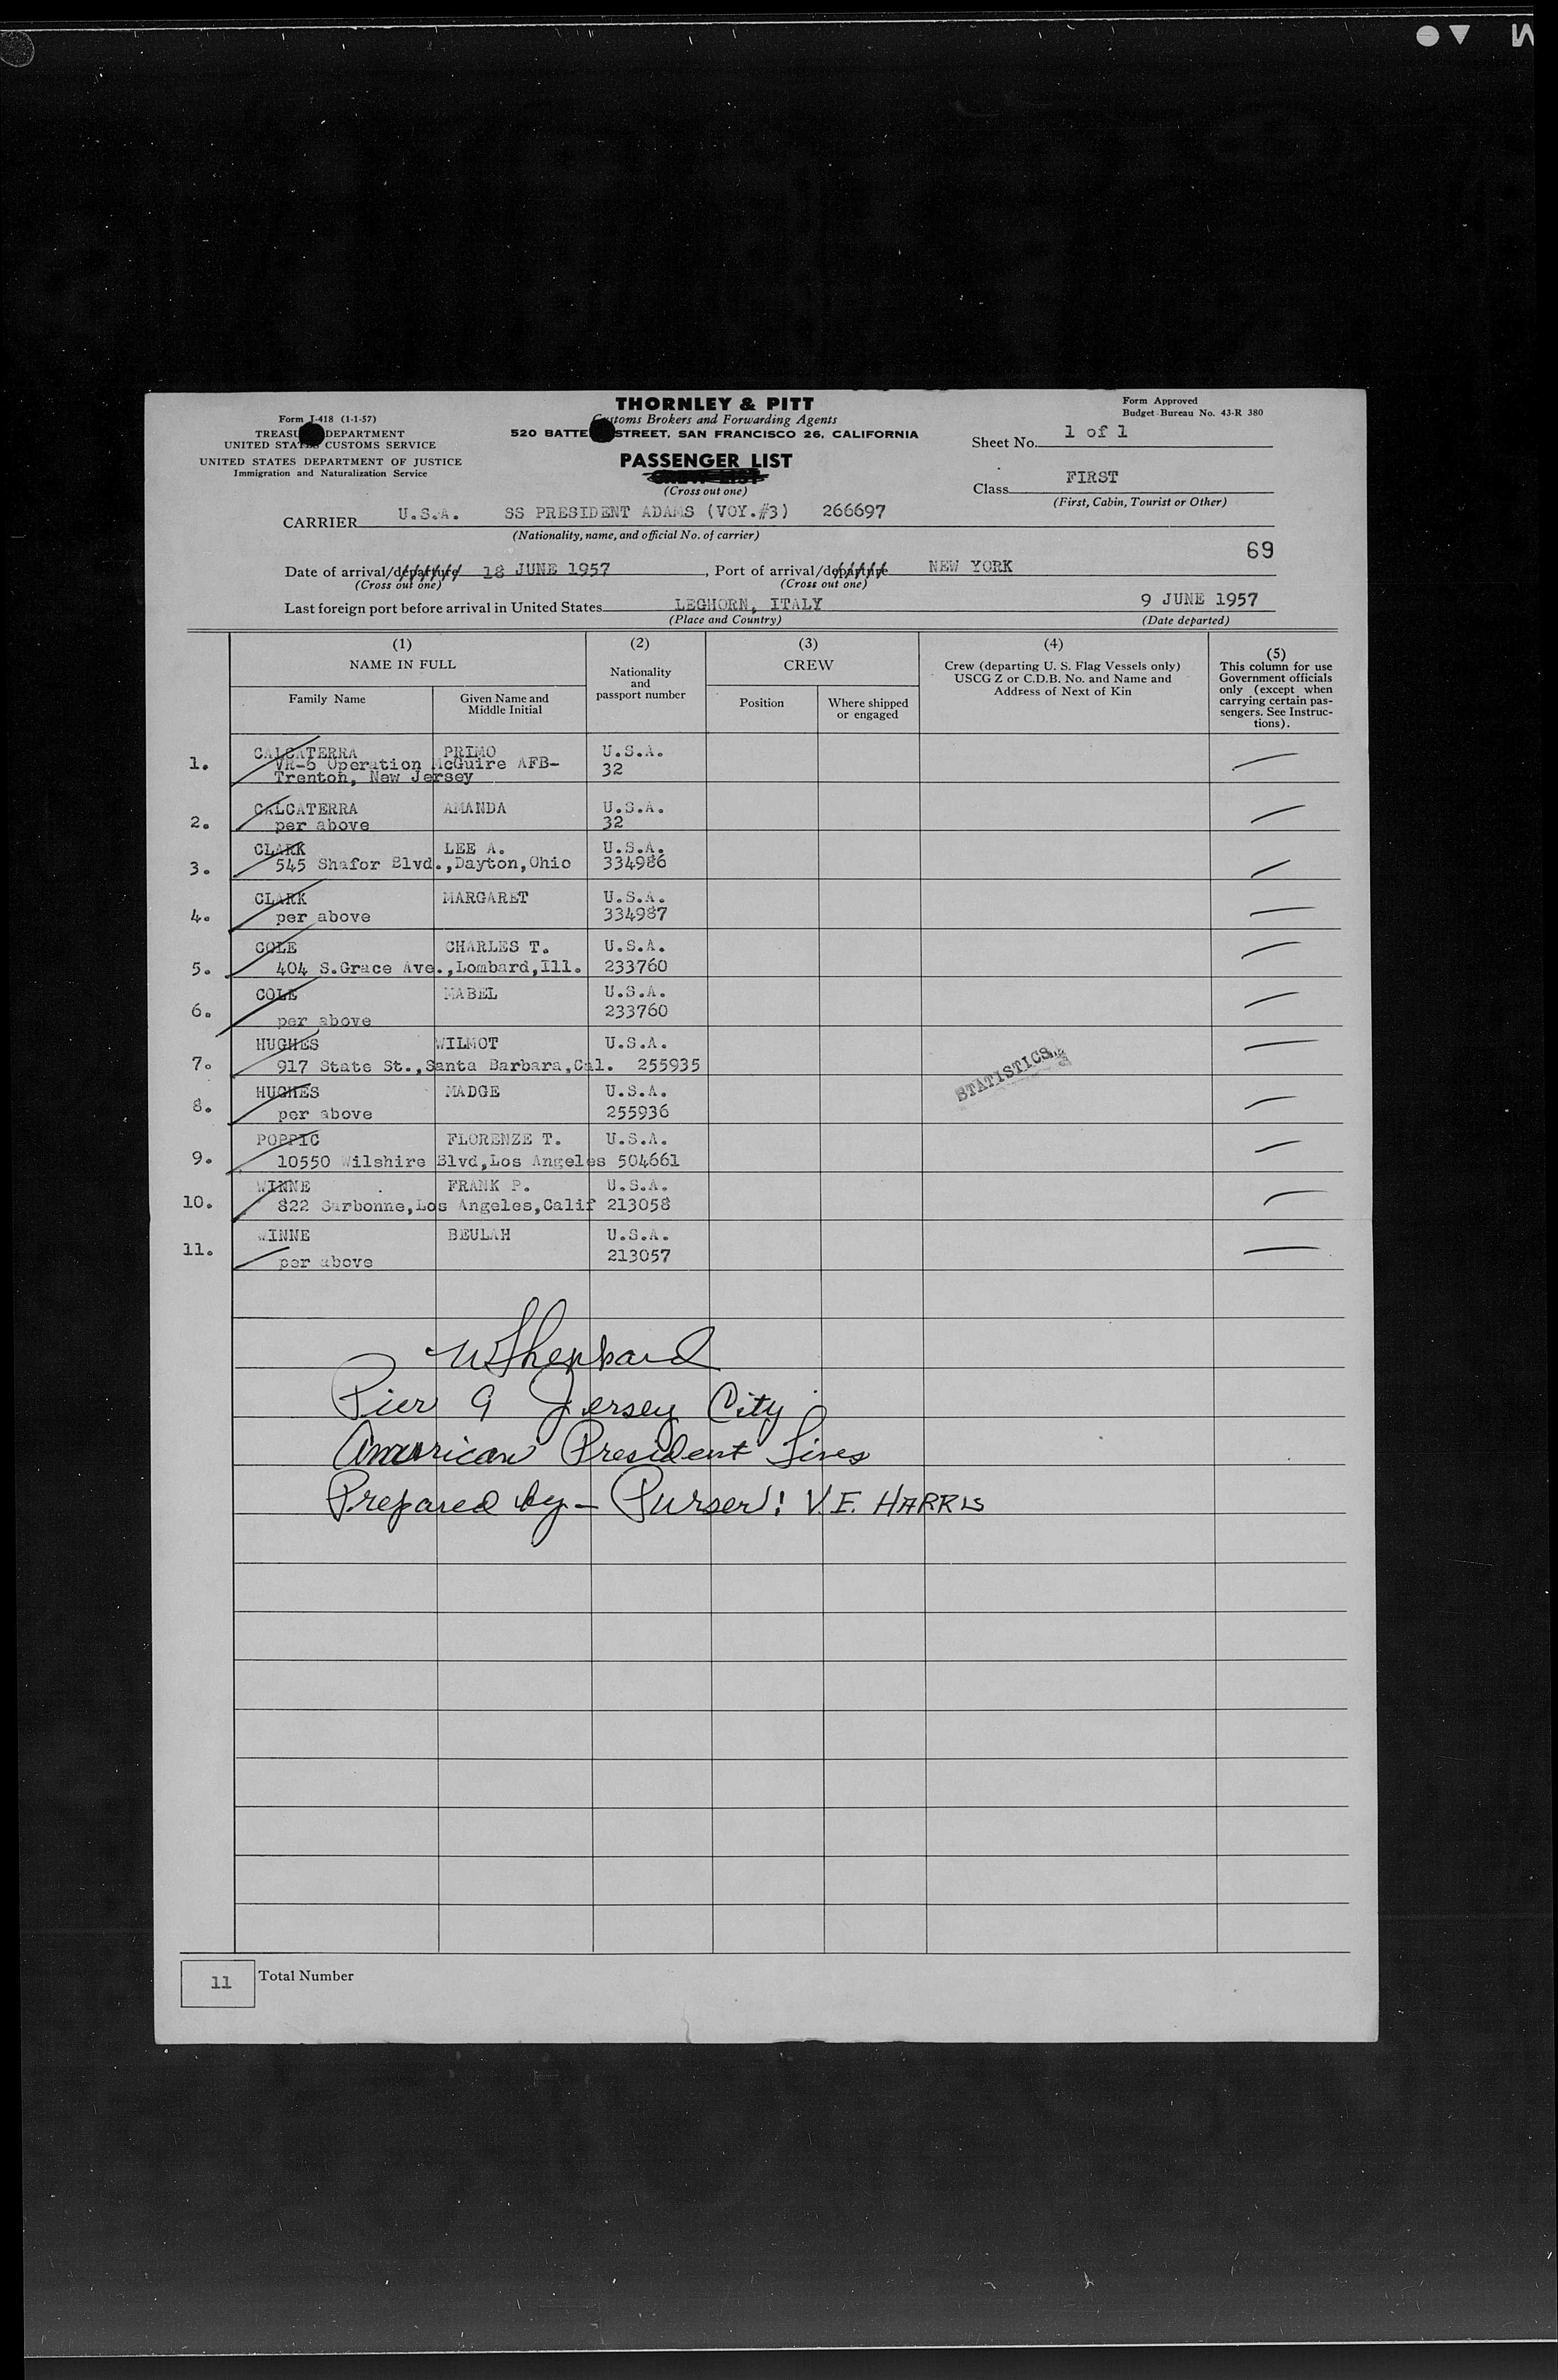 Form I-418 (1-1-57)
TREASU DEPARTMENT
UNITED STATES CUSTOMS SERVICE
UNITED STATES DEPARTMENT OF JUSTICE
Immigration and Naturalization Service
THORNLEY & PITT
Customs Brokers and Forwarding Agents
520 BATTE STREET, SAN FRANCISCO 26, CALIFORNIA
PASSENGER LIST
CREW LIST
(Cross out one)
Form Approved
Budget Bureau No. 43-R 380
Sheet No. 1 of 1
Class FIRST
(First, Cabin, Tourist or Other)
CARRIER U.S.A. SS PRESIDENT ADAMS (VOY.#3) 266697
(Nationality, name, and official No. of carrier)
69
Date of arrival/departure 18 JUNE 1957, Port of arrival/departure NEW YORK
(Cross out one) (Cross out one)
Last foreign port before arrival in United States LEGHORN, ITALY 9 JUNE 1957
(Place and Country) (Date departed)
(1) (2) (3) (4) (5)
NAME IN FULL
Family Name
Given Name and Middle Initial
Nationality and passport number
CREW
Position
Where shipped or engaged
Crew (departing U. S. Flag Vessels only)
USCG Z or C.D.B. No. and Name and
Address of Next of Kin
This column for use
Government officials
only (except when
carrying certain pas-
sengers. See Instruc-
tions).
1. CALCATERRA PRIMO U.S.A.
VR-6 Operation McGuire AFB- 32
Trenton, New Jersey
2. CALCATERRA AMANDA U.S.A.
per above 32
3. CLARK LEE A. U.S.A.
545 Shafor Blvd.,Dayton,Ohio 334986
4. CLARK MARGARET U.S.A.
per above 334987
5. COLE CHARLES T. U.S.A.
404 S.Grace Ave.,Lombard,Ill. 233760
6. COLE MABEL U.S.A.
per above 233760
7. HUGHES WILMOT U.S.A.
917 State St.,Santa Barbara,Cal. 255935
8. HUGHES MADGE U.S.A.
per above 255936
STATISTICS
9. POPPIC FLORENZE T. U.S.A.
10550 Wilshire Blvd,Los Angeles 504661
10. WINNE FRANK P. U.S.A.
822 Sarbonne,Los Angeles,Calif 213058
11. WINNE BEULAH U.S.A.
per above 213057
W Shephard
Pier 9 Jersey City
American President Lines
Prepared by - Purser: V.E. HARRIS
11 Total Number